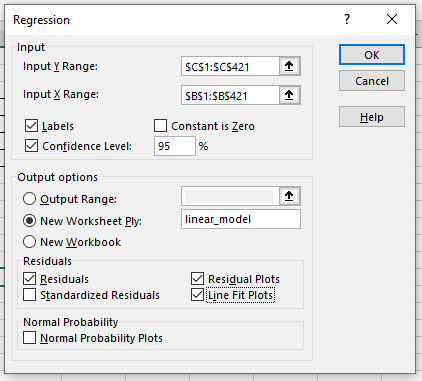 Regression ? ×
Input
Input Y Range: $C$1:$C$421
Input X Range: $B$1:$B$421
Labels Constant is Zero
Confidence Level: 95 %
OK
Cancel
Help
Output options
Output Range:
New Worksheet Ply: linear_model
New Workbook
Residuals
Residuals Residual Plots
Standardized Residuals Line Fit Plots
Normal Probability
Normal Probability Plots